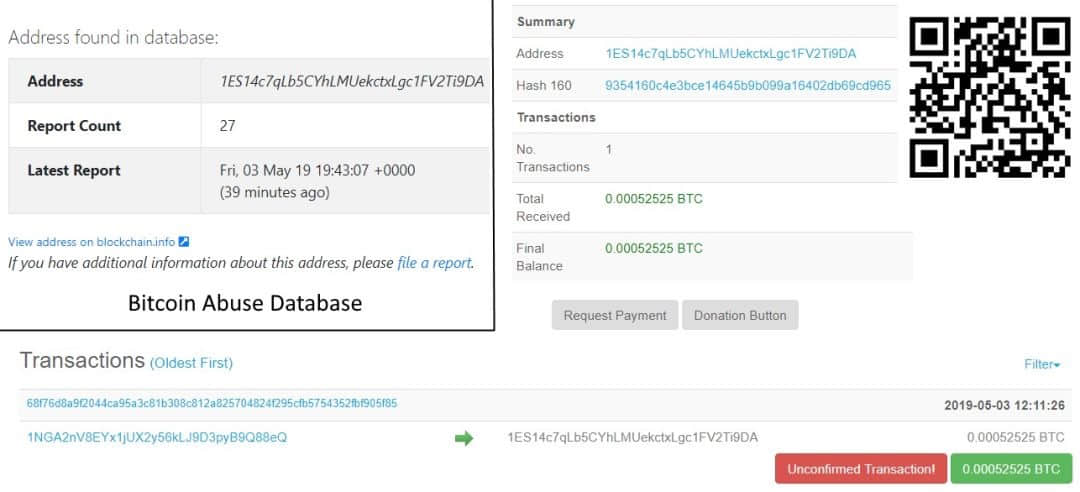 Address found in database:
Address 1ES14c7qLb5CYhLMUekctxLgc1FV2Ti9DA
Report Count 27
Latest Report Fri, 03 May 19 19:43:07 +0000
(39 minutes ago)
View address on blockchain.info
If you have additional information about this address, please file a report.
Bitcoin Abuse Database
Summary
Address 1ES14c7qLb5CYhLMUekctxLgc1FV2Ti9DA
Hash 160 9354160c4e3bce14645b9b099a16402db69cd965
Transactions
No. 1
Transactions
Total 0.00052525 BTC
Received
Final 0.00052525 BTC
Balance
Request Payment Donation Button
Transactions (Oldest First) Filter
68f76d8a9f2044ca95a3c81b308c812a825704824f295cfb5754352fbf905f85 2019-05-03 12:11:26
1NGA2nV8EYx1jUX2y56kLJ9D3pyB9Q88eQ 1ES14c7qLb5CYhLMUekctxLgc1FV2Ti9DA 0.00052525 BTC
Unconfirmed Transaction! 0.00052525 BTC